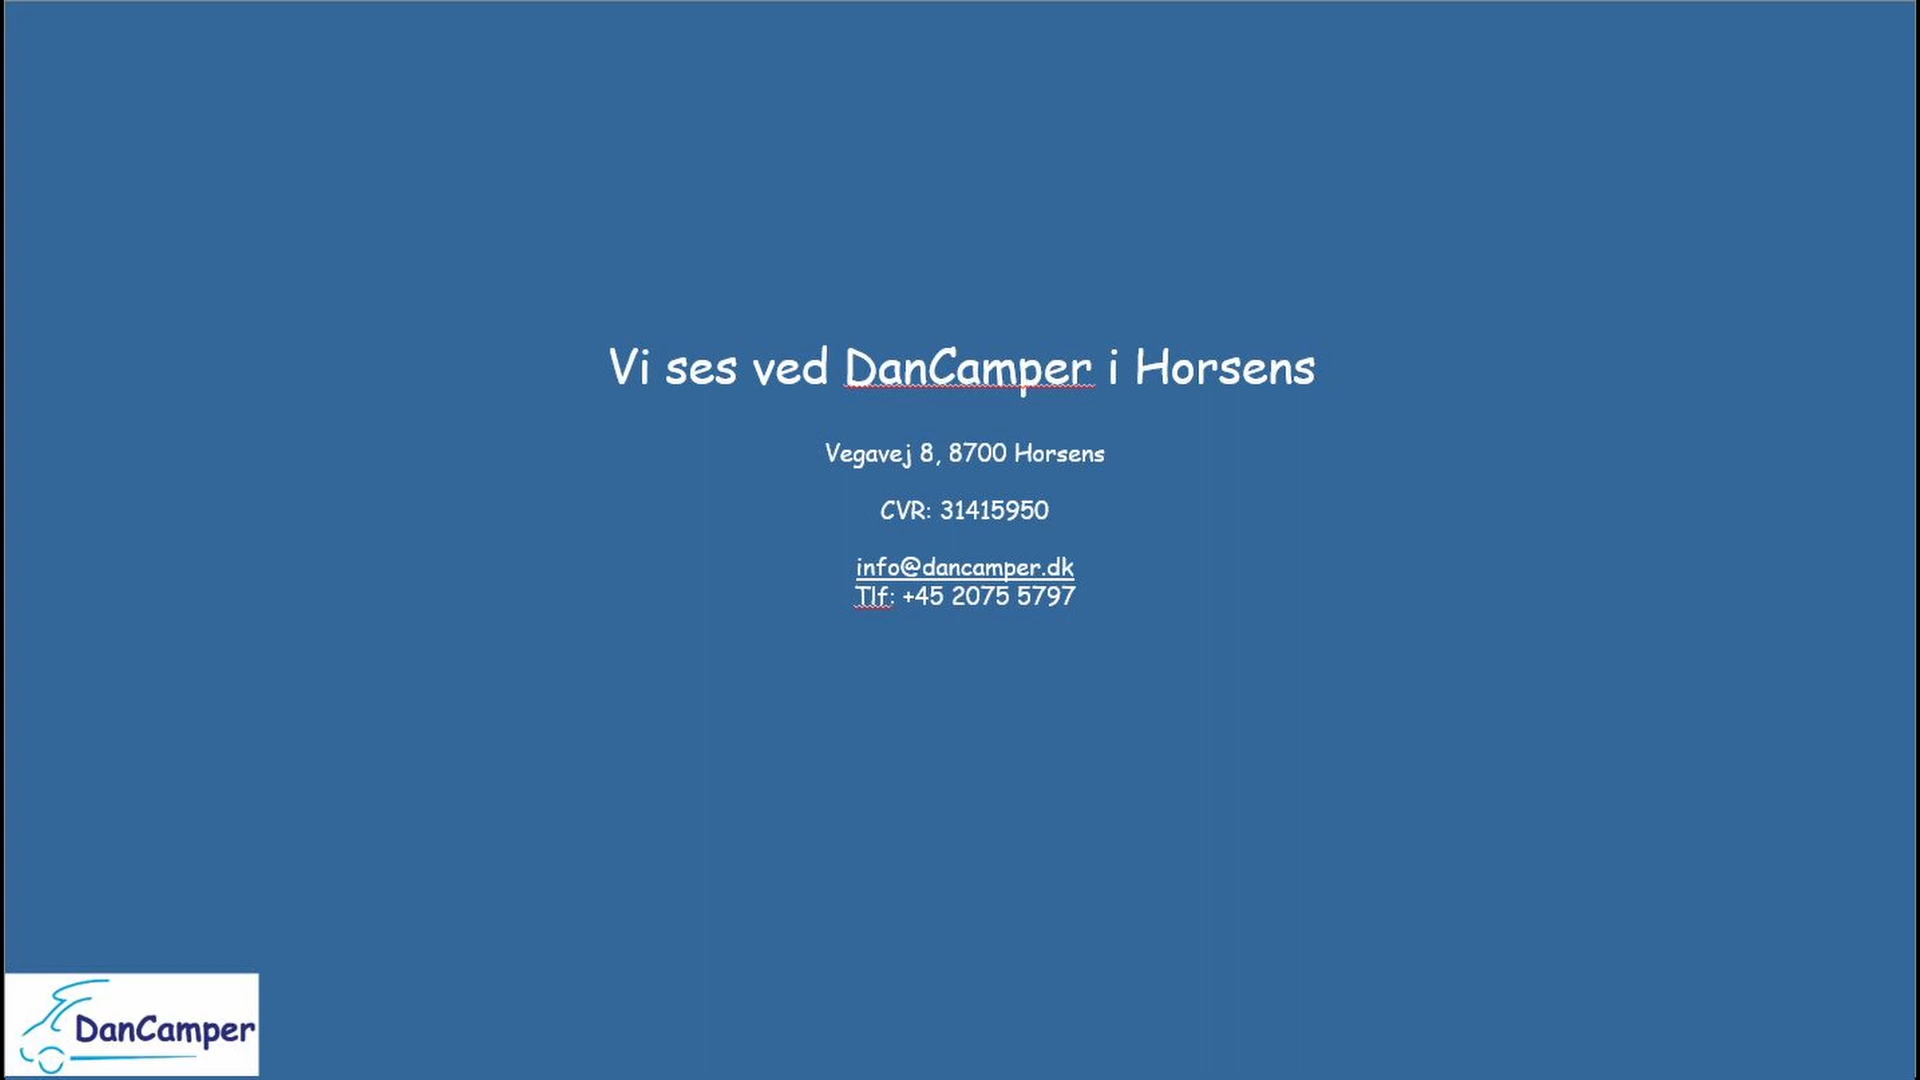 Vi ses ved DanCamper i Horsens
Vegavej 8, 8700 Horsens
CVR: 31415950
info@dancamper.dk
Tlf: +45 2075 5797
DanCamper